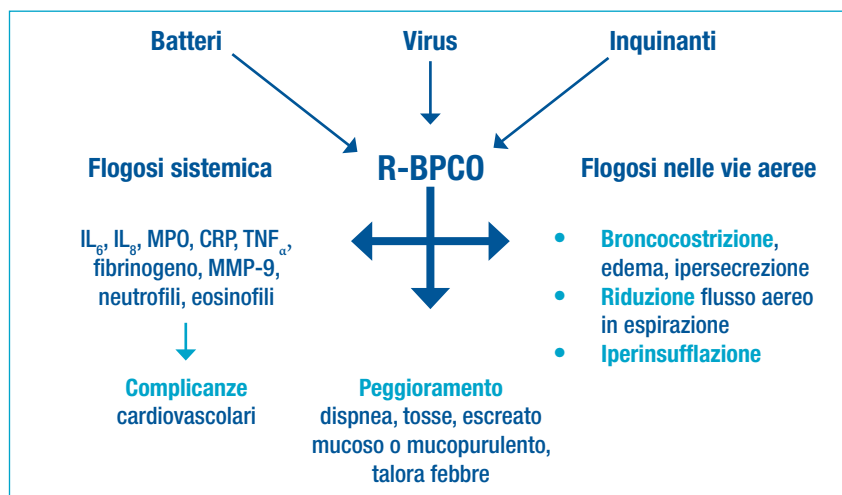 Batteri
Virus
Inquinanti
R-BPCO
Flogosi sistemica
Flogosi nelle vie aeree
IL₆, IL₈, MPO, CRP, TNFα,
fibrinogeno, MMP-9,
neutrofili, eosinofili
Complicanze
cardiovascolari
Peggioramento
dispnea, tosse, escreato
mucoso o mucopurulento,
talora febbre
• Broncocostrizione,
edema, ipersecrezione
• Riduzione flusso aereo
in espirazione
• Iperinsufflazione